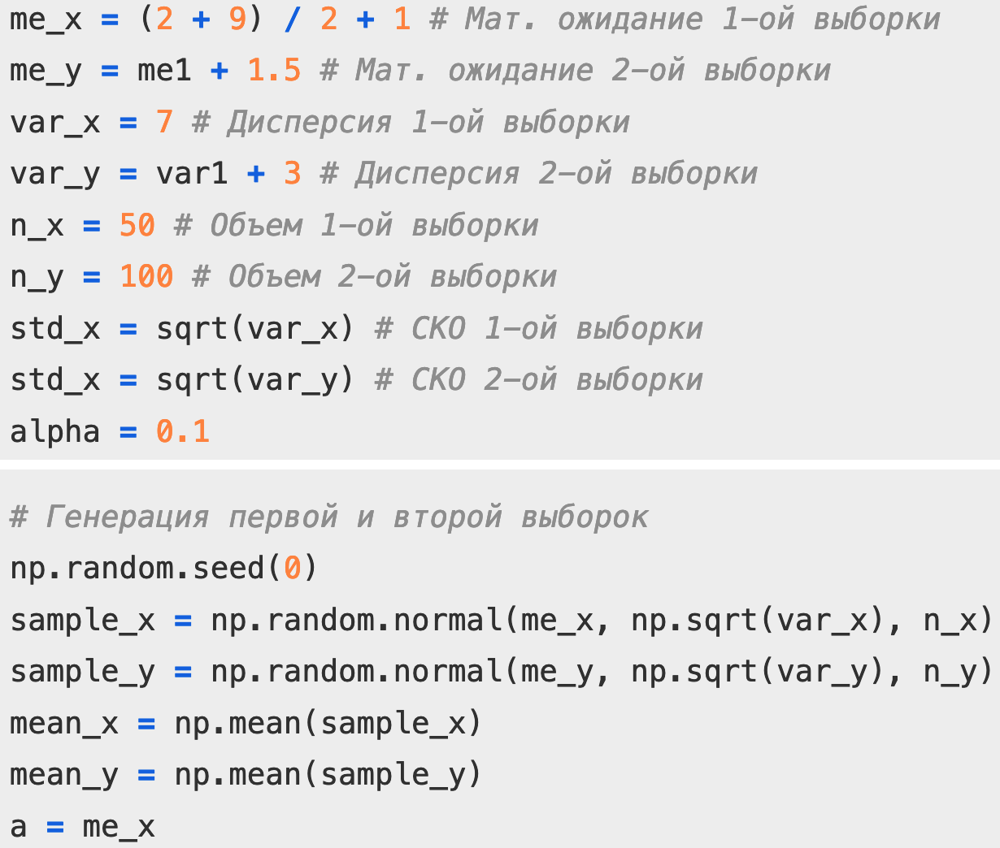 me_x = (2 + 9) / 2 + 1 # Мат. ожидание 1-ой выборки
me_y = me1 + 1.5 # Мат. ожидание 2-ой выборки
var_x = 7 # Дисперсия 1-ой выборки
var_y = var1 + 3 # Дисперсия 2-ой выборки
n_x = 50 # Объем 1-ой выборки
n_y = 100 # Объем 2-ой выборки
std_x = sqrt(var_x) # СКО 1-ой выборки
std_x = sqrt(var_y) # СКО 2-ой выборки
alpha = 0.1
# Генерация первой и второй выборок
np.random.seed(0)
sample_x = np.random.normal(me_x, np.sqrt(var_x), n_x)
sample_y = np.random.normal(me_y, np.sqrt(var_y), n_y)
mean_x = np.mean(sample_x)
mean_y = np.mean(sample_y)
a = me_x